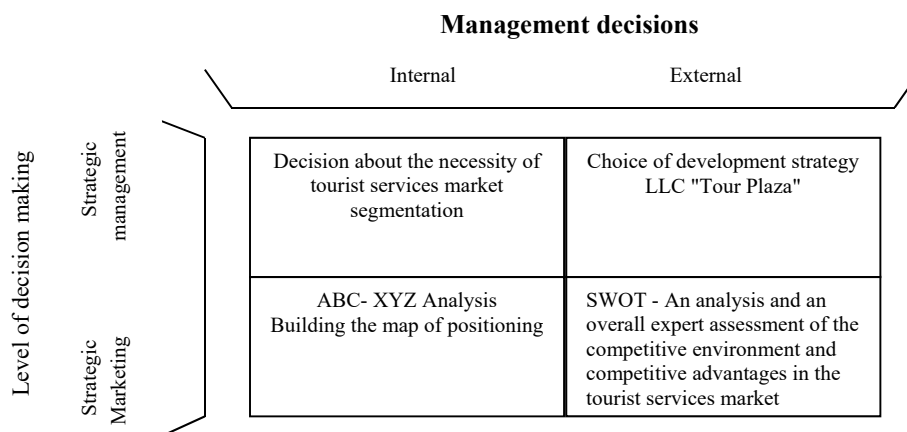 Management decisions
Internal
External
Level of decision making
Strategic
management
Decision about the necessity of
tourist services market
segmentation
Choice of development strategy
LLC "Tour Plaza"
Strategic
Marketing
ABC- XYZ Analysis
Building the map of positioning
SWOT - An analysis and an
overall expert assessment of the
competitive environment and
competitive advantages in the
tourist services market